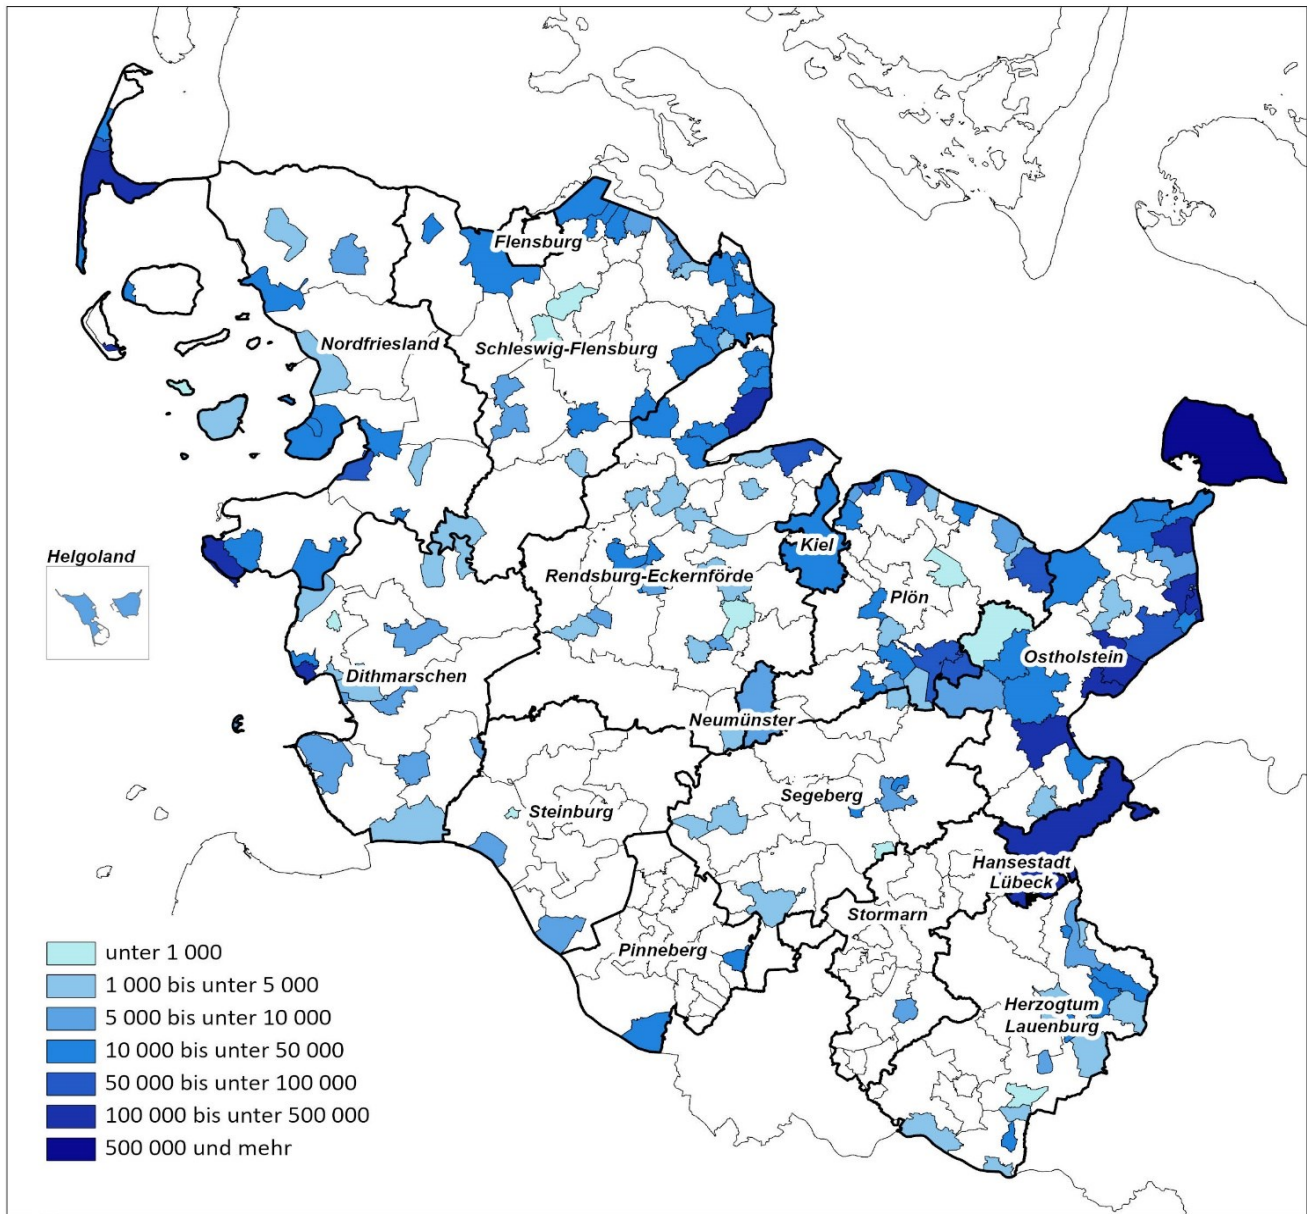 Flensburg
Nordfriesland
Schleswig-Flensburg
Helgoland
Kiel
Rendsburg-Eckernförde
Plön
Ostholstein
Dithmarschen
Neumünster
Segeberg
Steinburg
Hansestadt
Lübeck
Stormarn
Pinneberg
Herzogtum
Lauenburg
unter 1 000
1 000 bis unter 5 000
5 000 bis unter 10 000
10 000 bis unter 50 000
50 000 bis unter 100 000
100 000 bis unter 500 000
500 000 und mehr